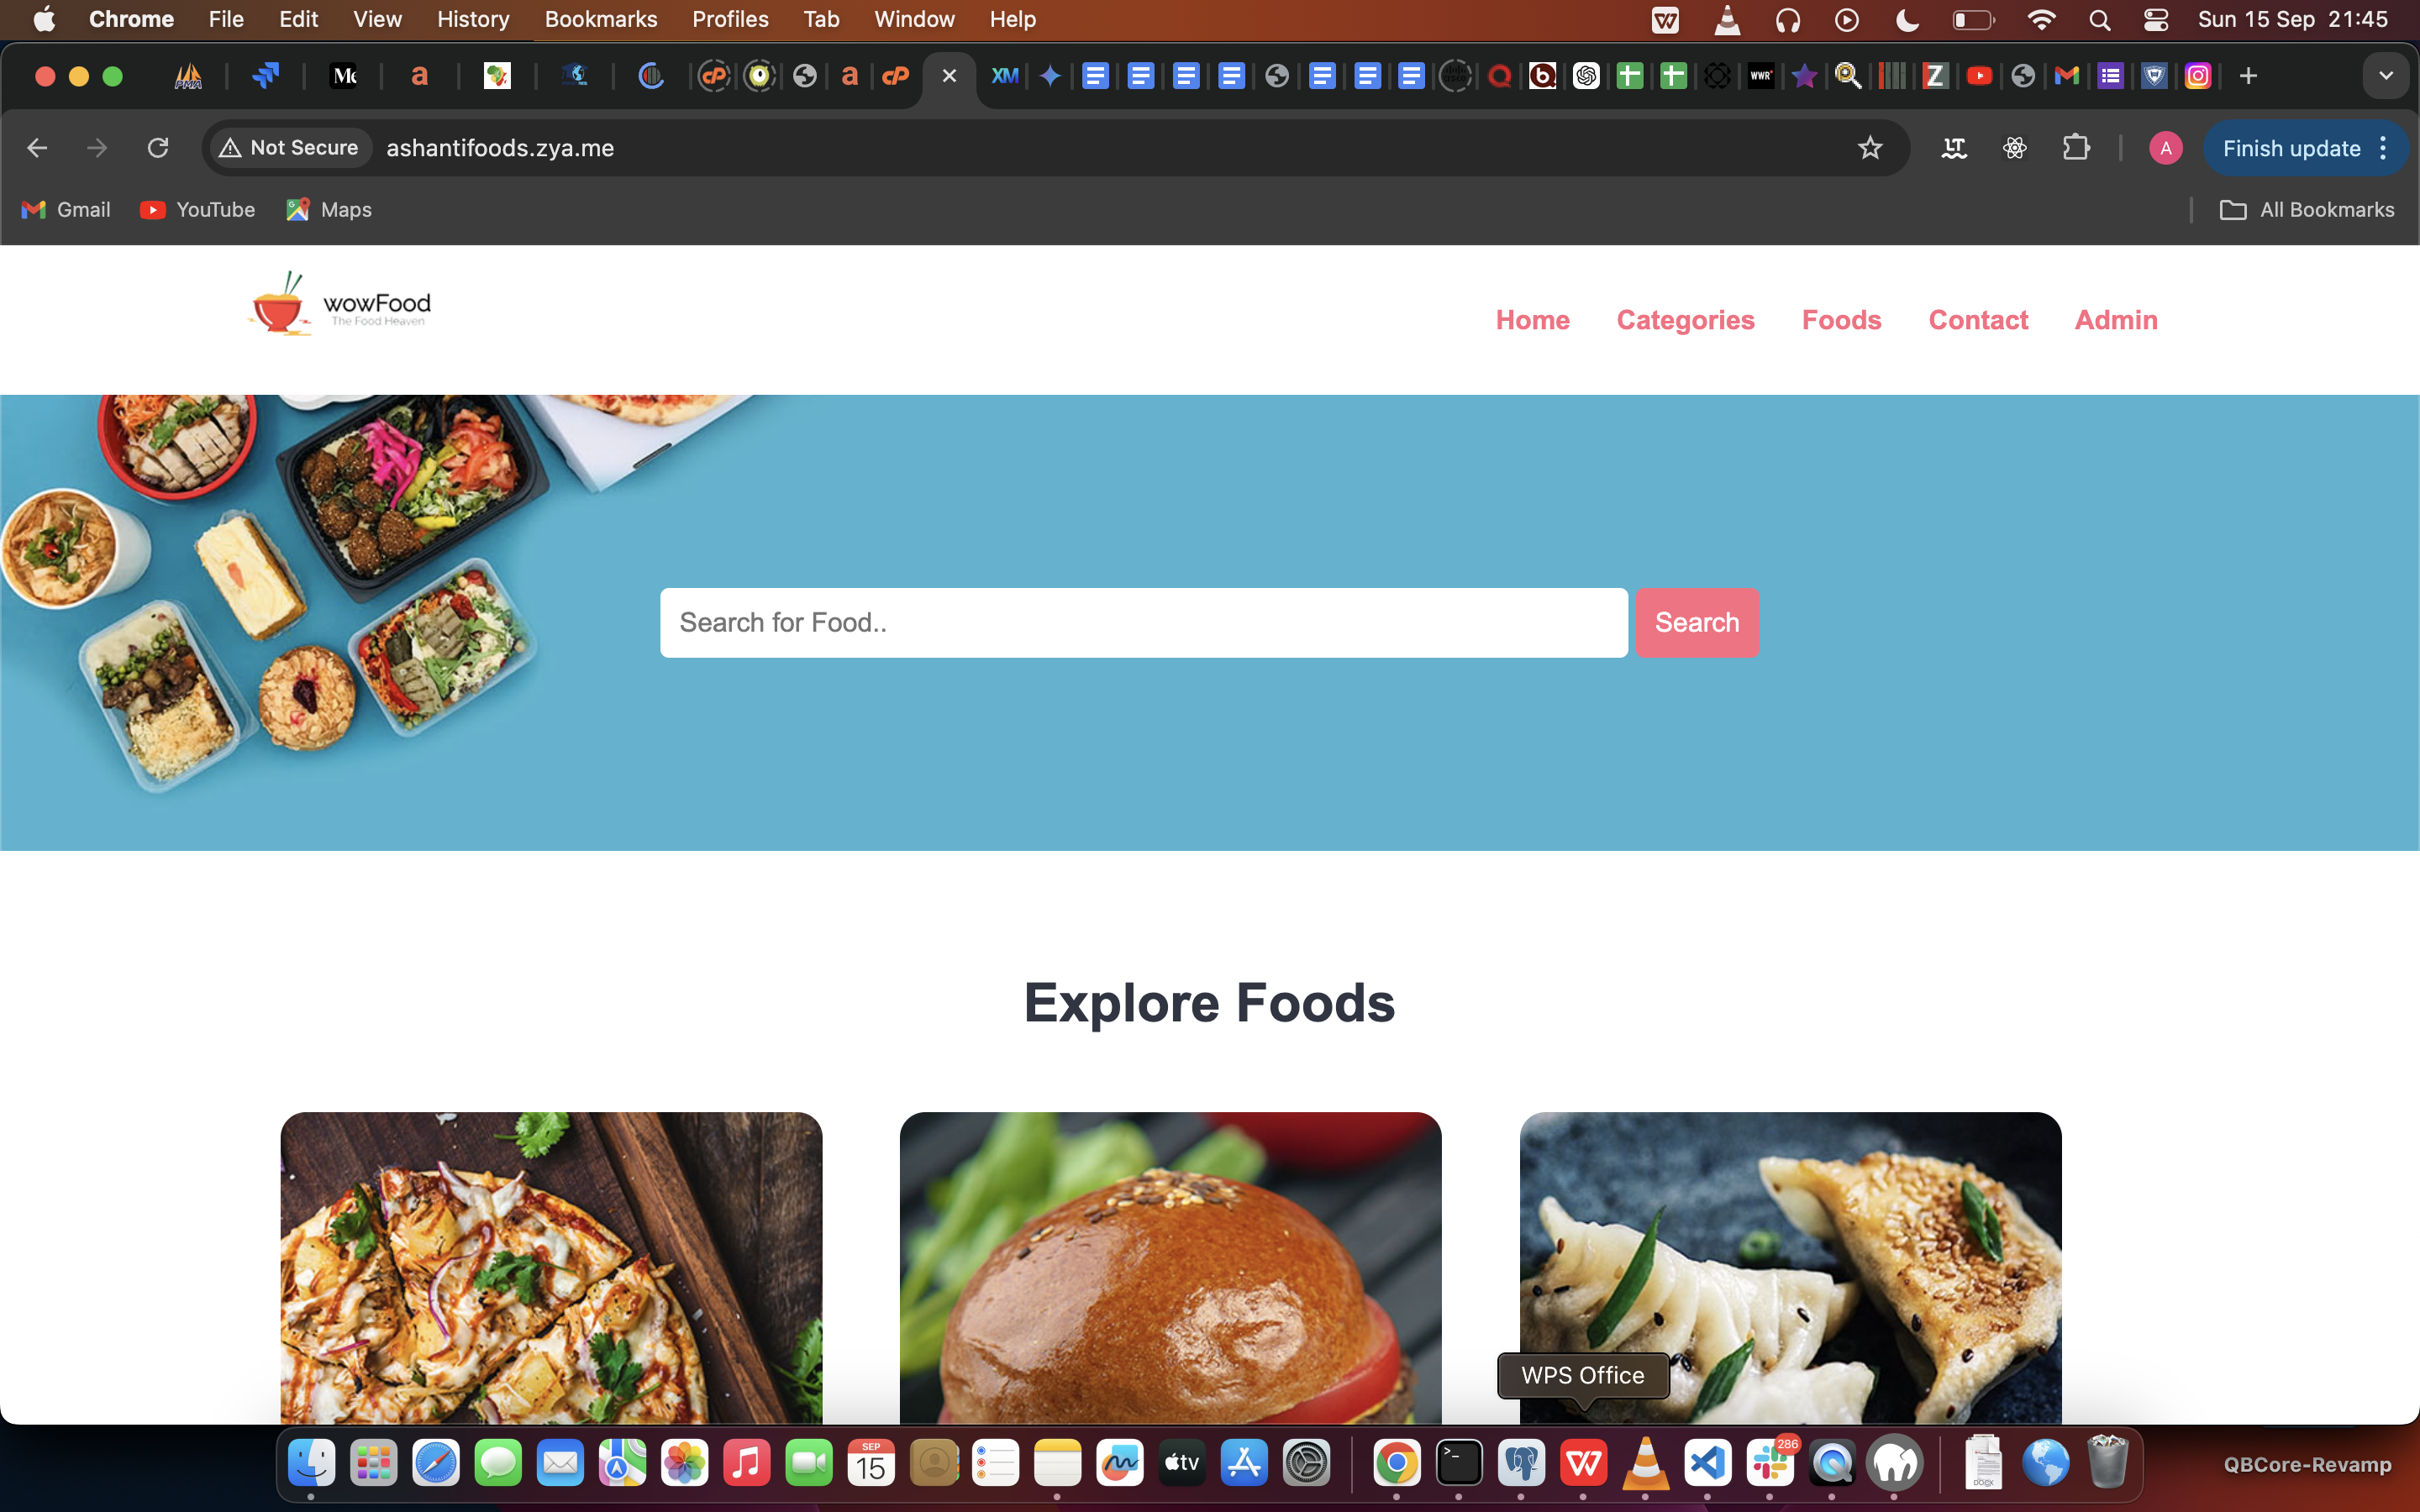 Chrome File Edit View History Bookmarks Profiles Tab Window Help Sun 15 Sep 21:45
Not Secure ashantifoods.zya.me Finish update
Gmail YouTube Maps All Bookmarks
wowFood
The Food Heaven
Home Categories Foods Contact Admin
Search for Food.. Search
Explore Foods
WPS Office
SEP
15
tv
286
DOCX
QBCore-Revamp